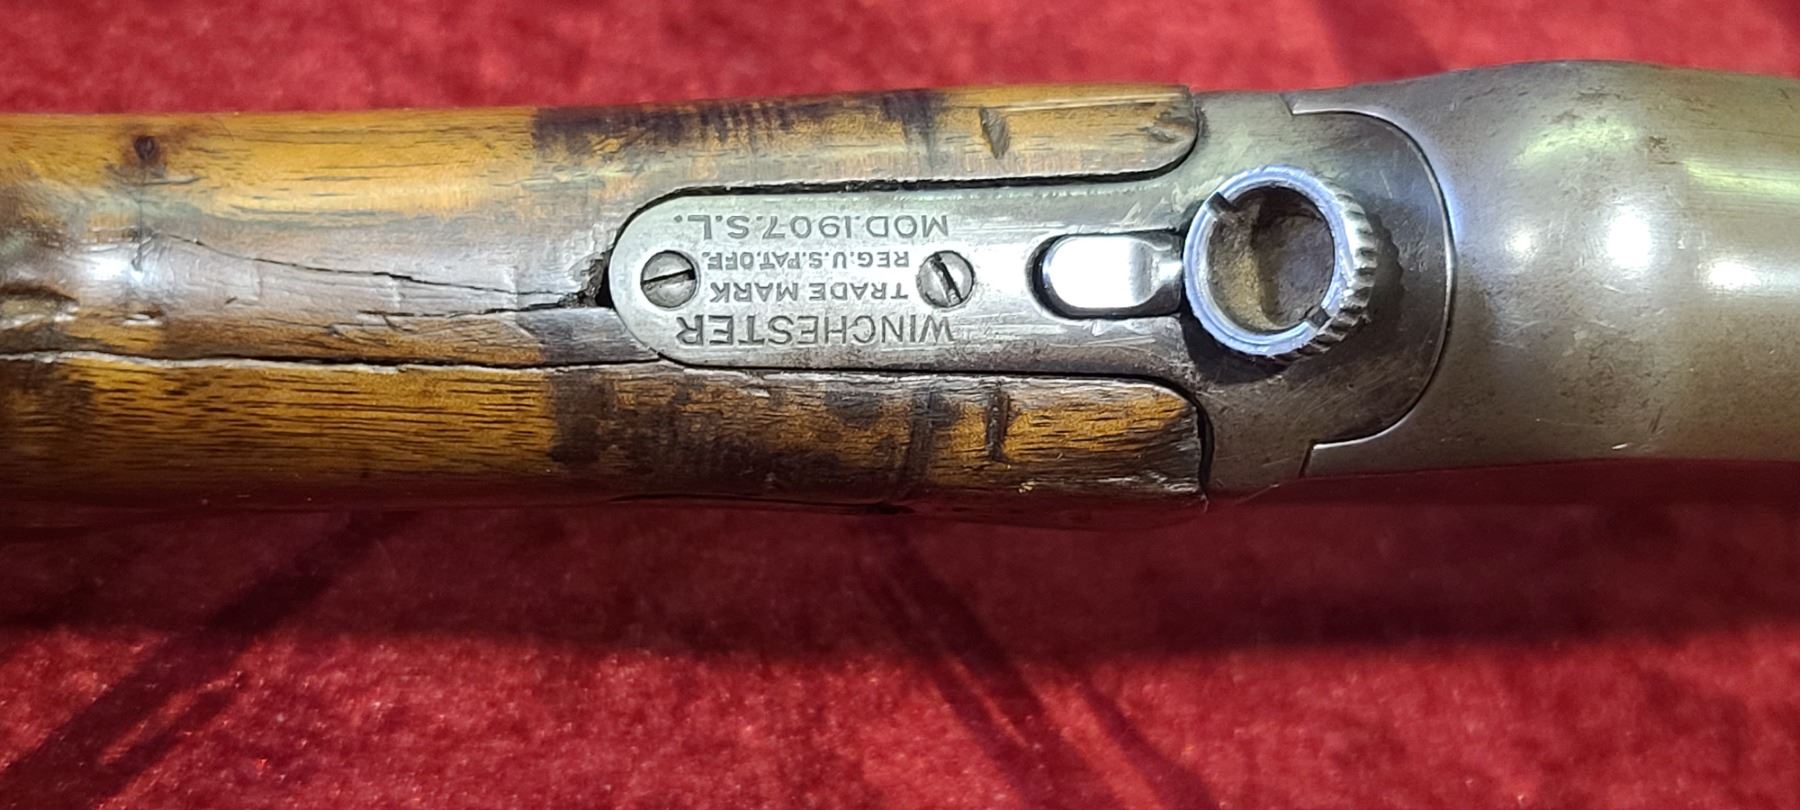 WINCHESTER
TRADE MARK
REG.U.S.PAT.OFF.
MOD.1907.S.L.